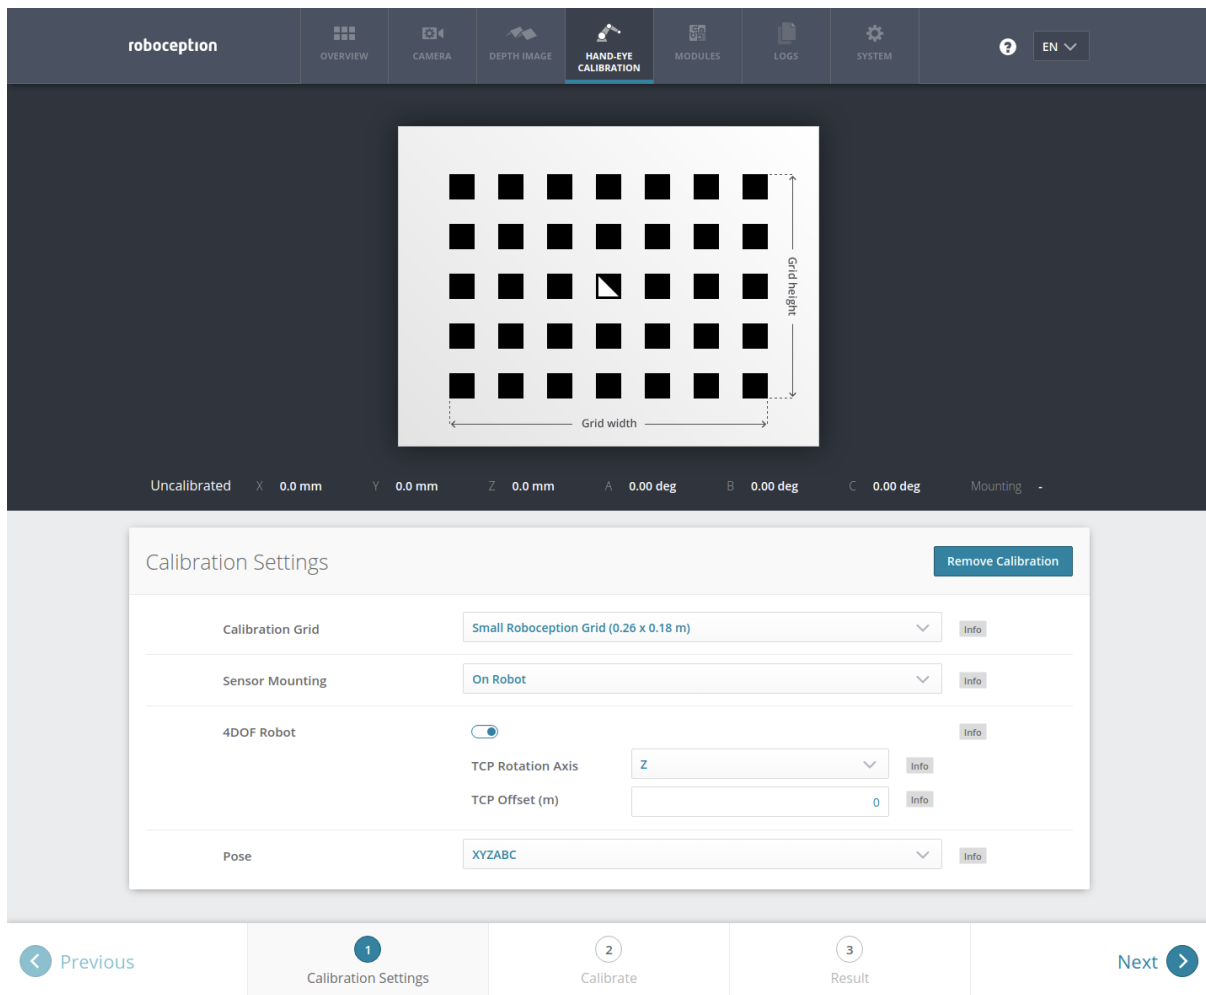 roboception
OVERVIEW
CAMERA
DEPTH IMAGE
HAND-EYE
CALIBRATION
MODULES
LOGS
SYSTEM
?
EN
Grid height
Grid width
Uncalibrated X 0.0 mm Y 0.0 mm Z 0.0 mm A 0.00 deg B 0.00 deg C 0.00 deg Mounting -
Calibration Settings
Remove Calibration
Calibration Grid Small Roboception Grid (0.26 x 0.18 m) Info
Sensor Mounting On Robot Info
4DOF Robot Info
TCP Rotation Axis Z Info
TCP Offset (m) 0 Info
Pose XYZABC Info
Previous
1
Calibration Settings
2
Calibrate
3
Result
Next